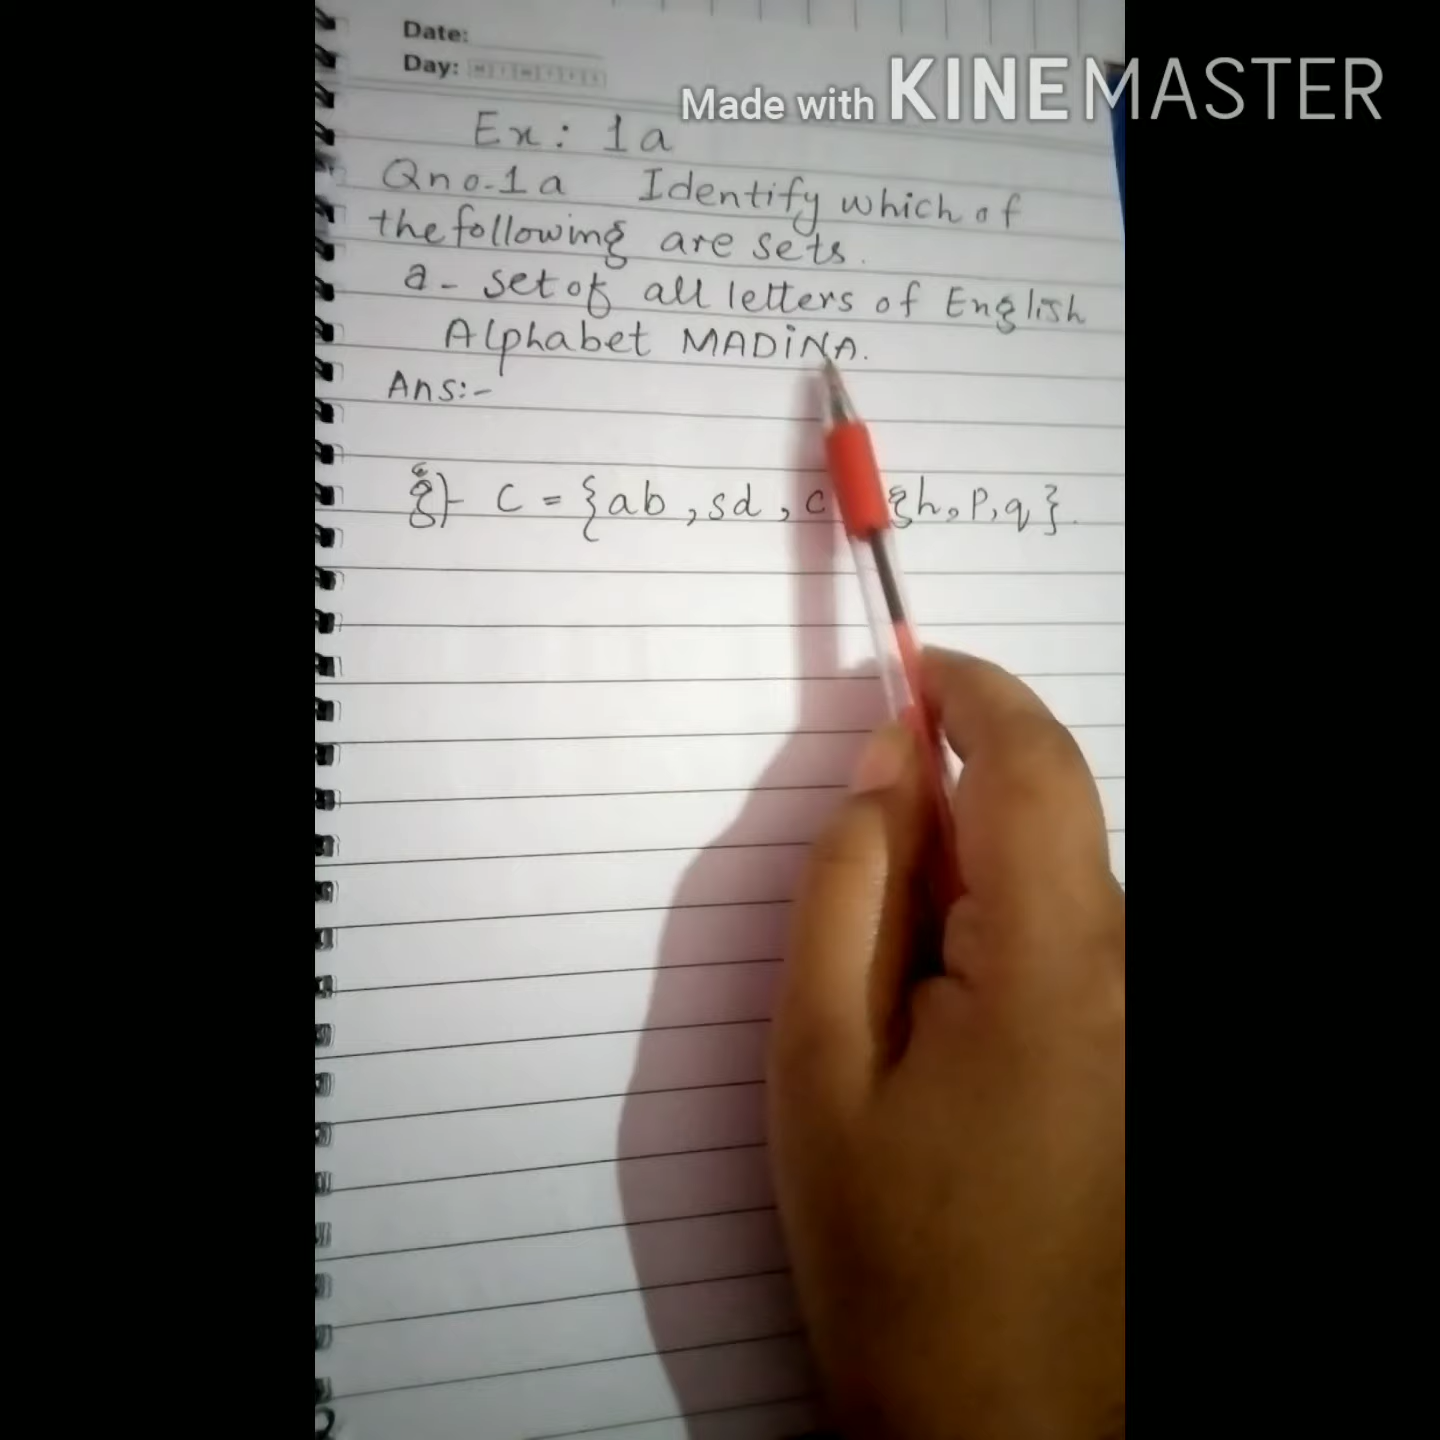 Date:
Day:
Made with KINEMASTER
Ex: 1a
Qno.1a Identify which of
the following are sets.
a- set of all letters of English
Alphabet MADiNA.
Ans:-
g)- C = {ab, sd, c gh, p, q}.